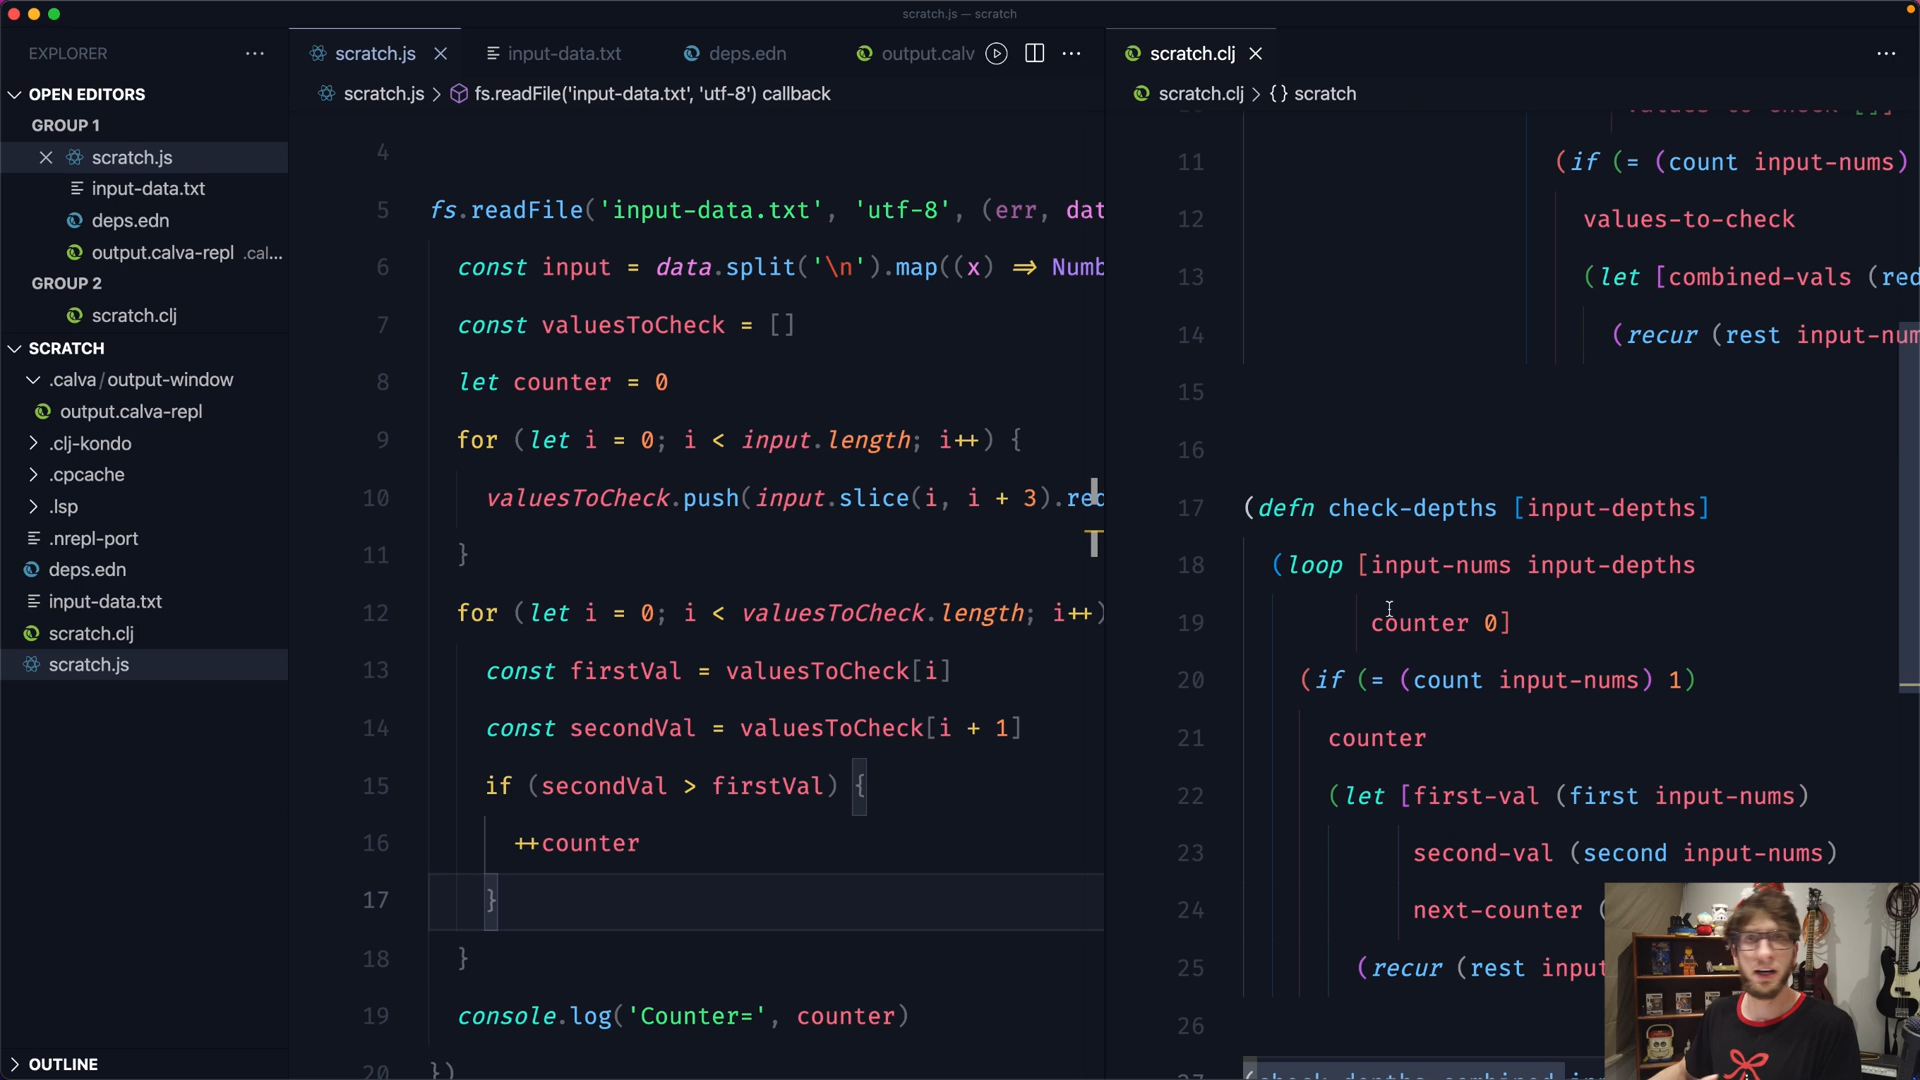 scratch.js — scratch
EXPLORER
OPEN EDITORS
GROUP 1
scratch.js
input-data.txt
deps.edn
output.calva-repl .cal...
GROUP 2
scratch.clj
SCRATCH
.calva/output-window
output.calva-repl
.clj-kondo
.cpcache
.lsp
.nrepl-port
deps.edn
input-data.txt
scratch.clj
scratch.js
OUTLINE
scratch.js input-data.txt deps.edn output.calv
scratch.js > fs.readFile('input-data.txt', 'utf-8') callback
4
5 fs.readFile('input-data.txt', 'utf-8', (err, dat
6 const input = data.split('\n').map((x) => Numb
7 const valuesToCheck = []
8 let counter = 0
9 for (let i = 0; i < input.length; i++) {
10 valuesToCheck.push(input.slice(i, i + 3).red
11 }
12 for (let i = 0; i < valuesToCheck.length; i++)
13 const firstVal = valuesToCheck[i]
14 const secondVal = valuesToCheck[i + 1]
15 if (secondVal > firstVal) {
16 ++counter
17 }
18 }
19 console.log('Counter=', counter)
20 })
scratch.clj
scratch.clj > {} scratch
11 (if (= (count input-nums)
12 values-to-check
13 (let [combined-vals (red
14 (recur (rest input-num
15
16
17 (defn check-depths [input-depths]
18 (loop [input-nums input-depths
19 counter 0]
20 (if (= (count input-nums) 1)
21 counter
22 (let [first-val (first input-nums)
23 second-val (second input-nums)
24 next-counter (
25 (recur (rest input
26